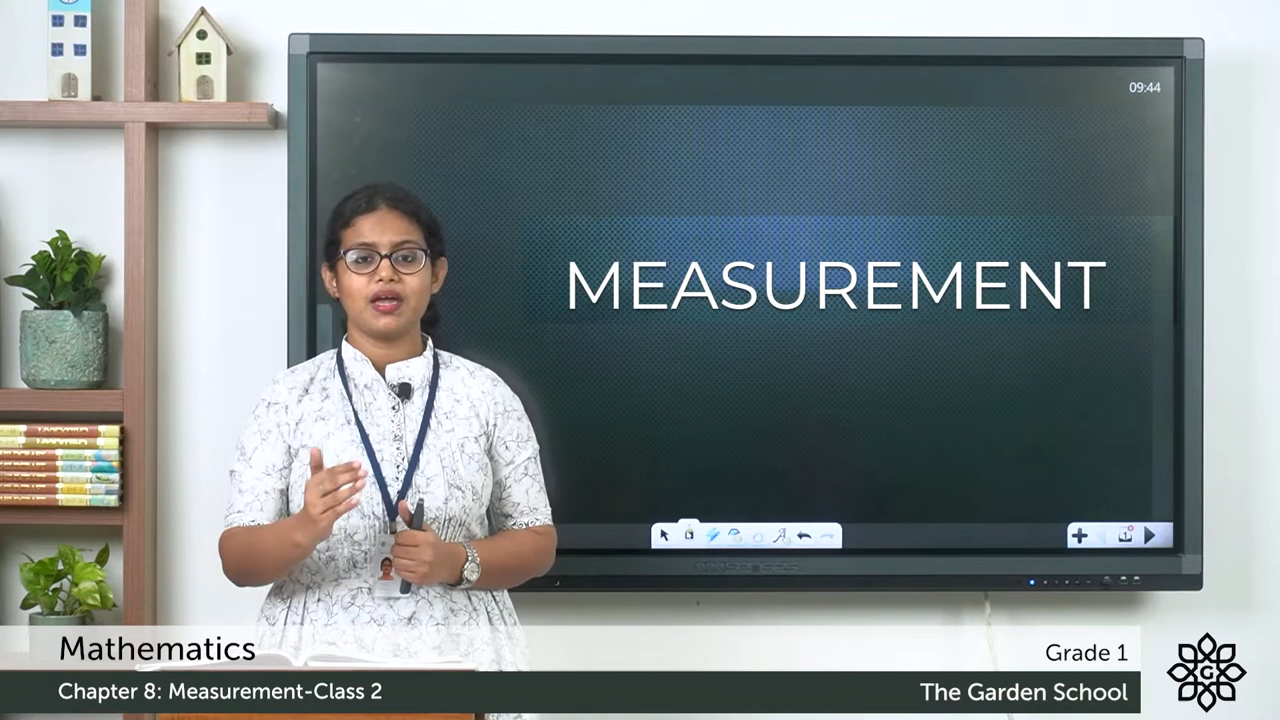 09:44
MEASUREMENT
Mathematics
Grade 1
Chapter 8: Measurement-Class 2
The Garden School
G